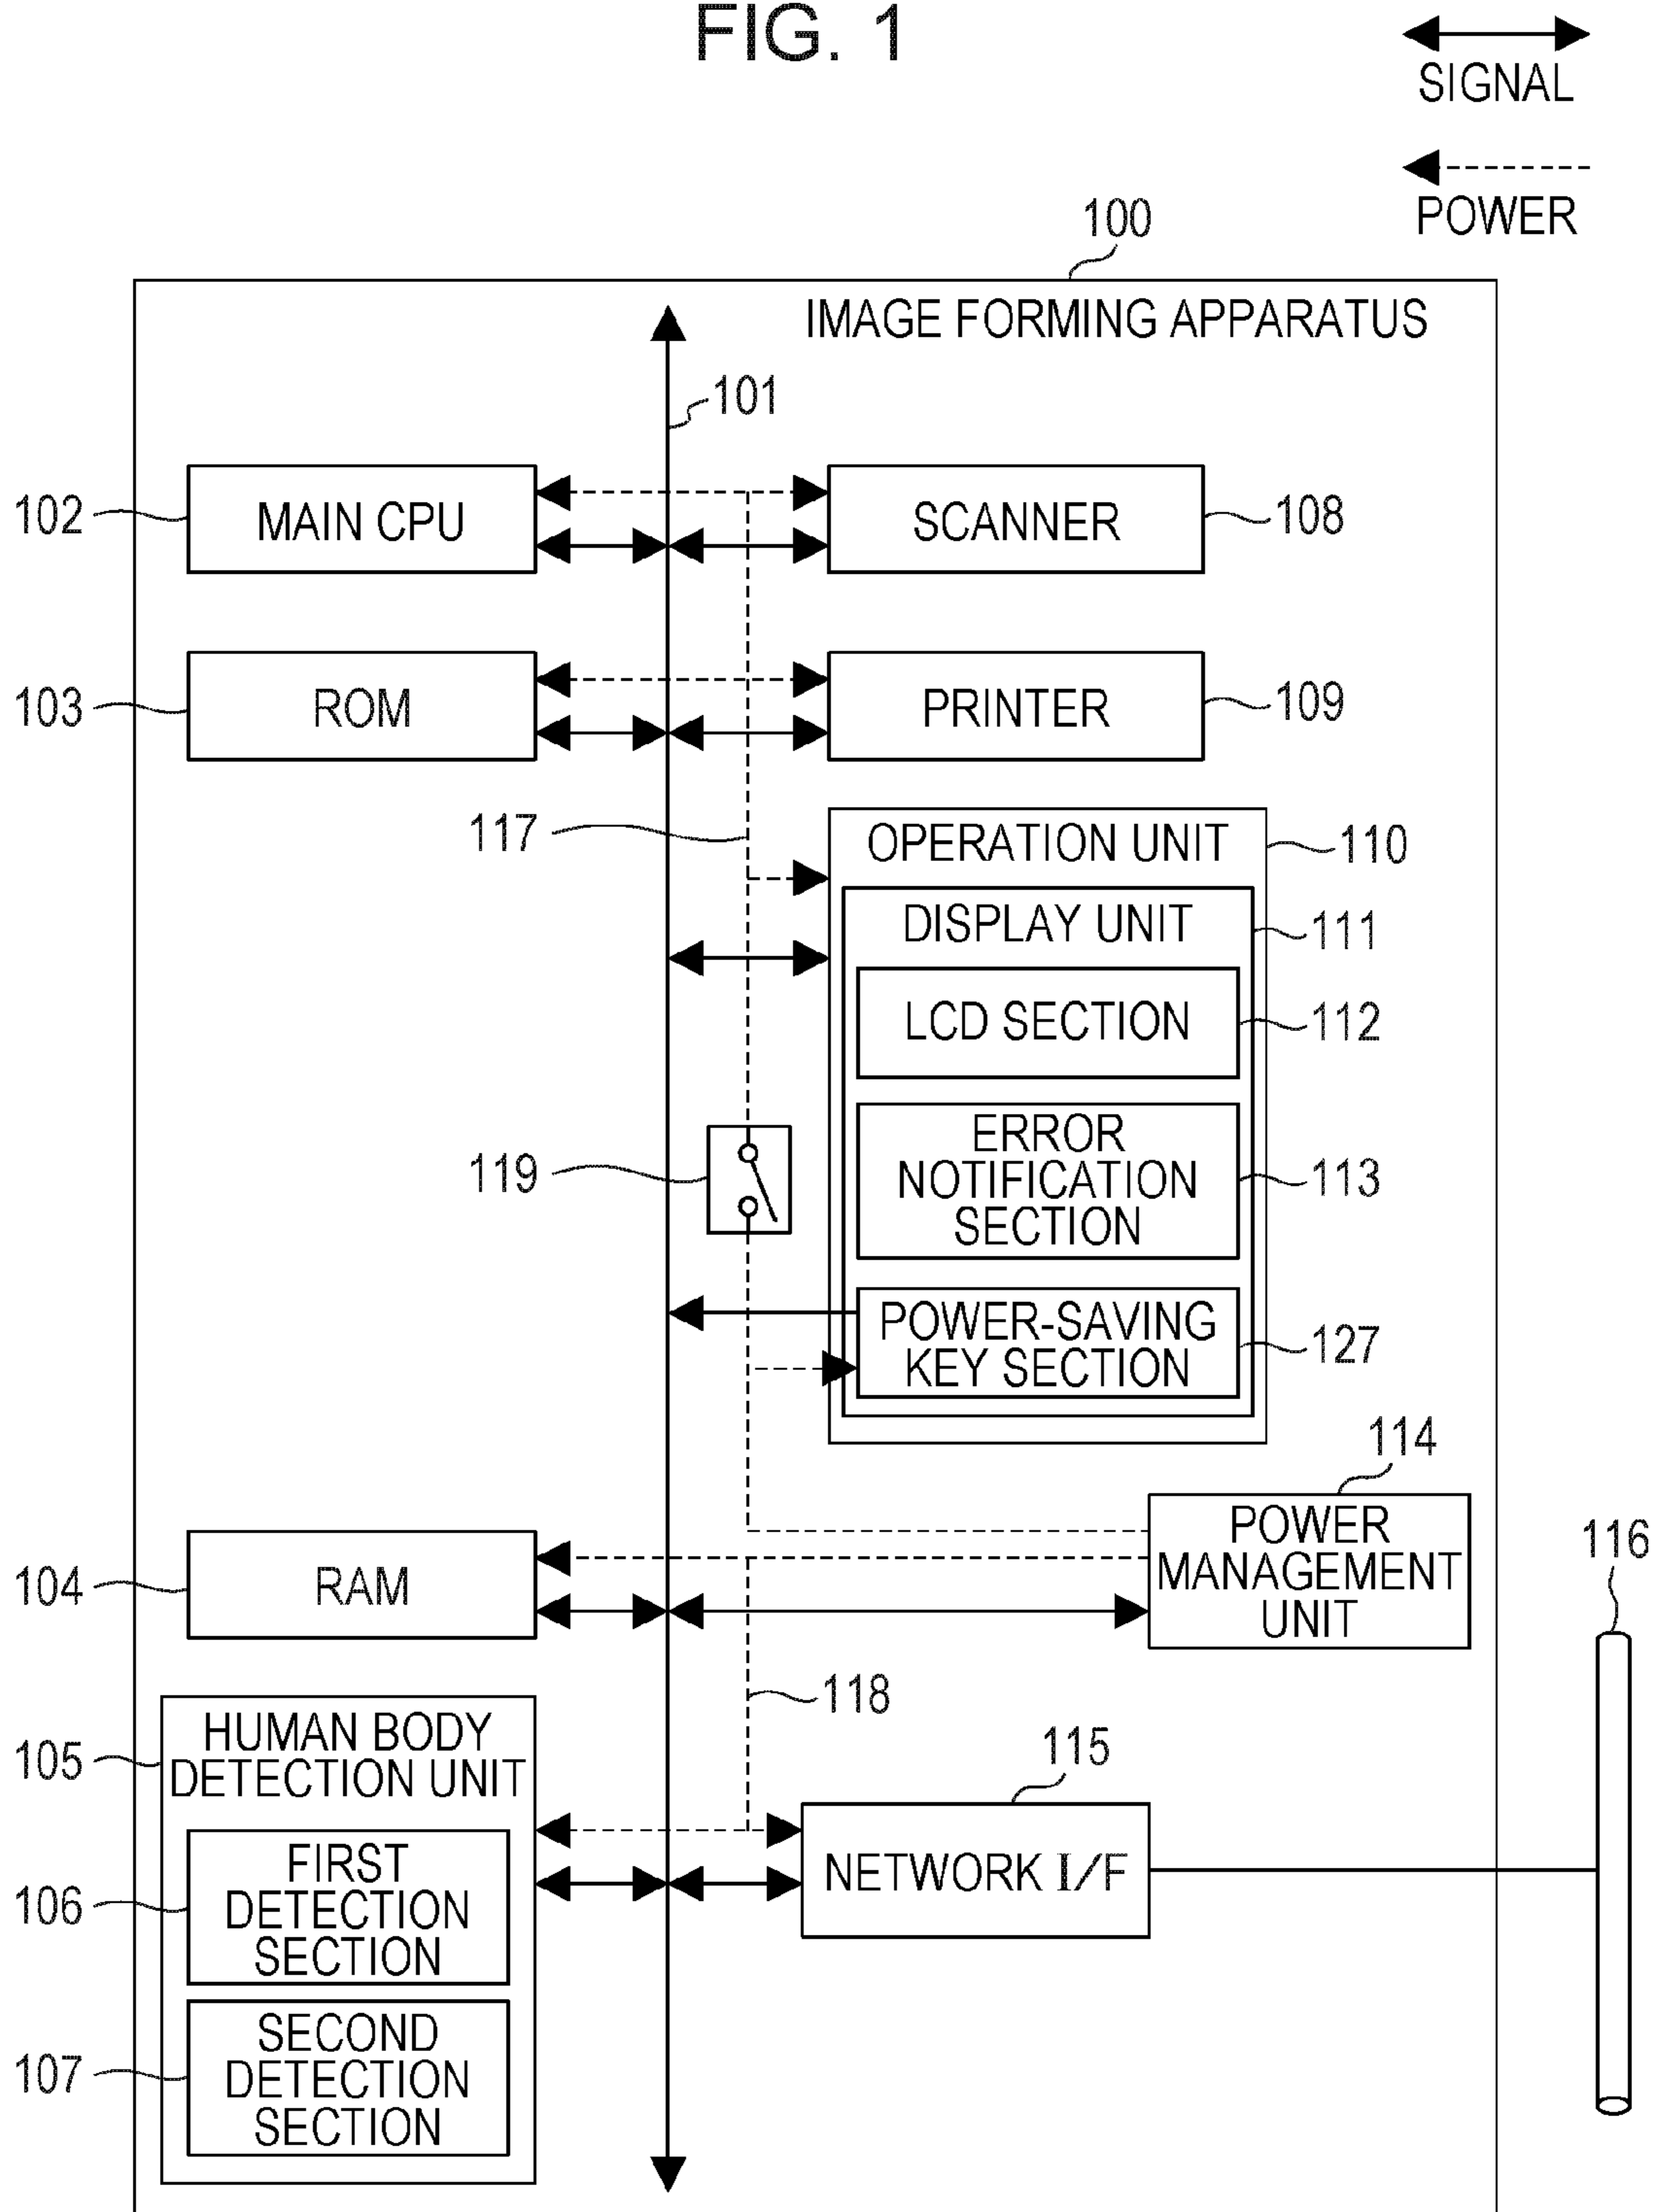 FIG. 1
SIGNAL
POWER
100
IMAGE FORMING APPARATUS
101
102
MAIN CPU
SCANNER
108
103
ROM
PRINTER
109
117
OPERATION UNIT
110
DISPLAY UNIT
111
LCD SECTION
112
119
ERROR
NOTIFICATION
SECTION
113
POWER-SAVING
KEY SECTION
127
114
POWER
MANAGEMENT
UNIT
116
104
RAM
118
105
HUMAN BODY
DETECTION UNIT
115
NETWORK I/F
106
FIRST
DETECTION
SECTION
107
SECOND
DETECTION
SECTION